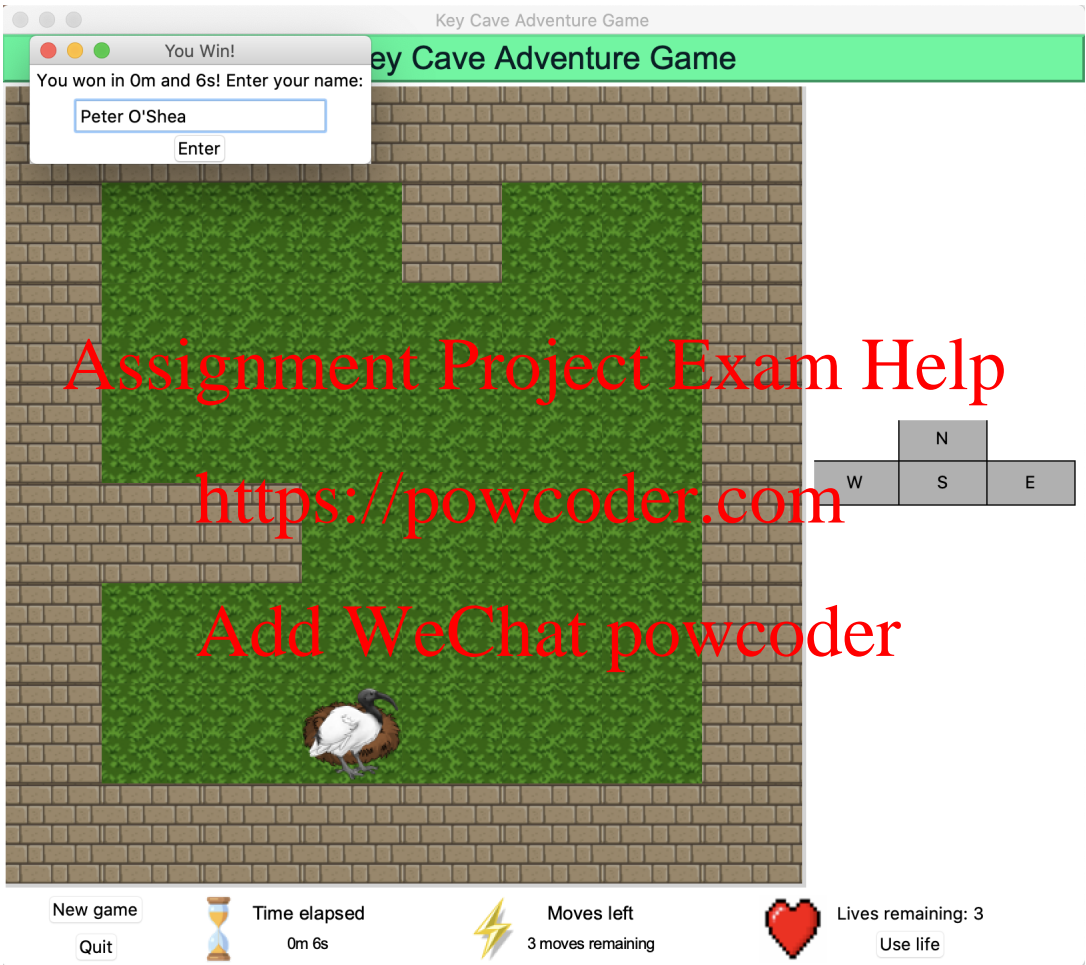 Key Cave Adventure Game
You Win!
ey Cave Adventure Game
You won in 0m and 6s! Enter your name:
Peter O'Shea
Enter
Assignment Project Exam Help
N
W S E
https://powcoder.com
Add WeChat powcoder
New game
Time elapsed
Moves left
Lives remaining: 3
Quit
0m 6s
3 moves remaining
Use life